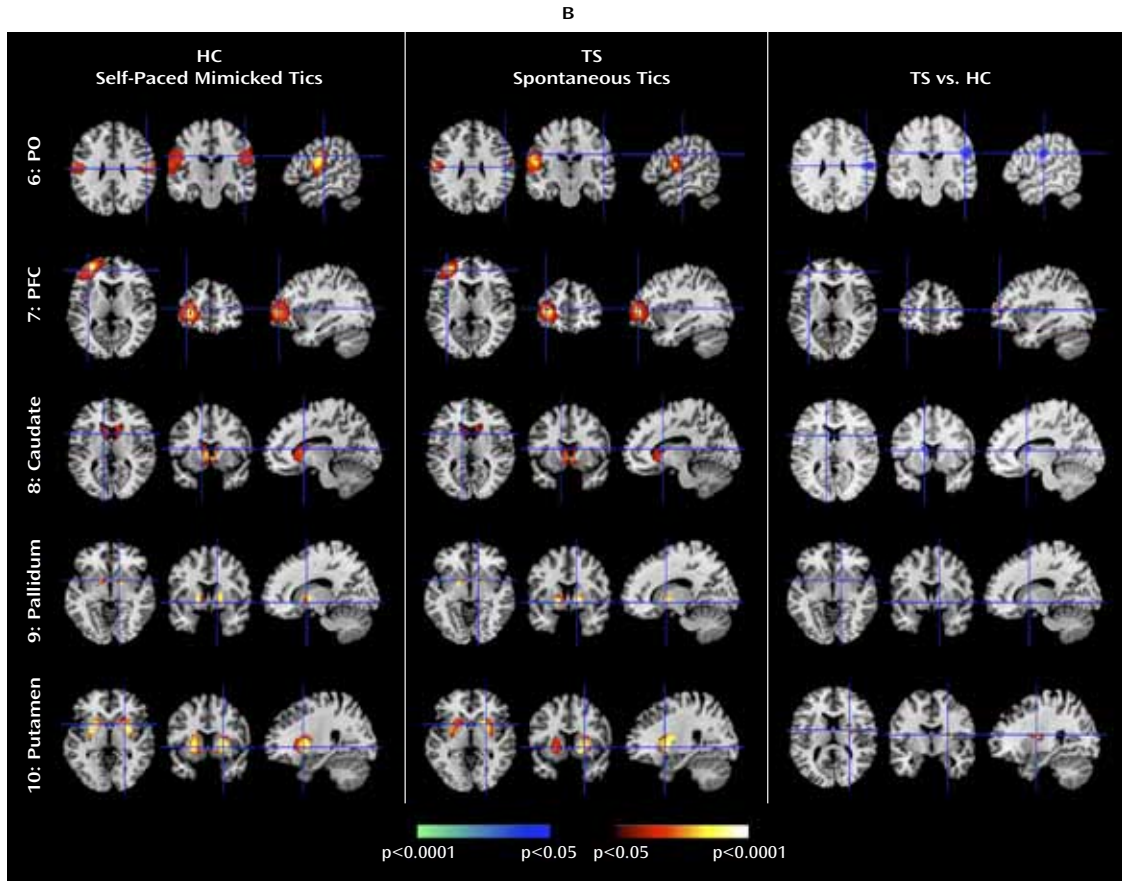 B
HC
Self-Paced Mimicked Tics
TS
Spontaneous Tics
TS vs. HC
6: PO
7: PFC
8: Caudate
9: Pallidum
10: Putamen
p<0.0001
p<0.05
p<0.05
p<0.0001